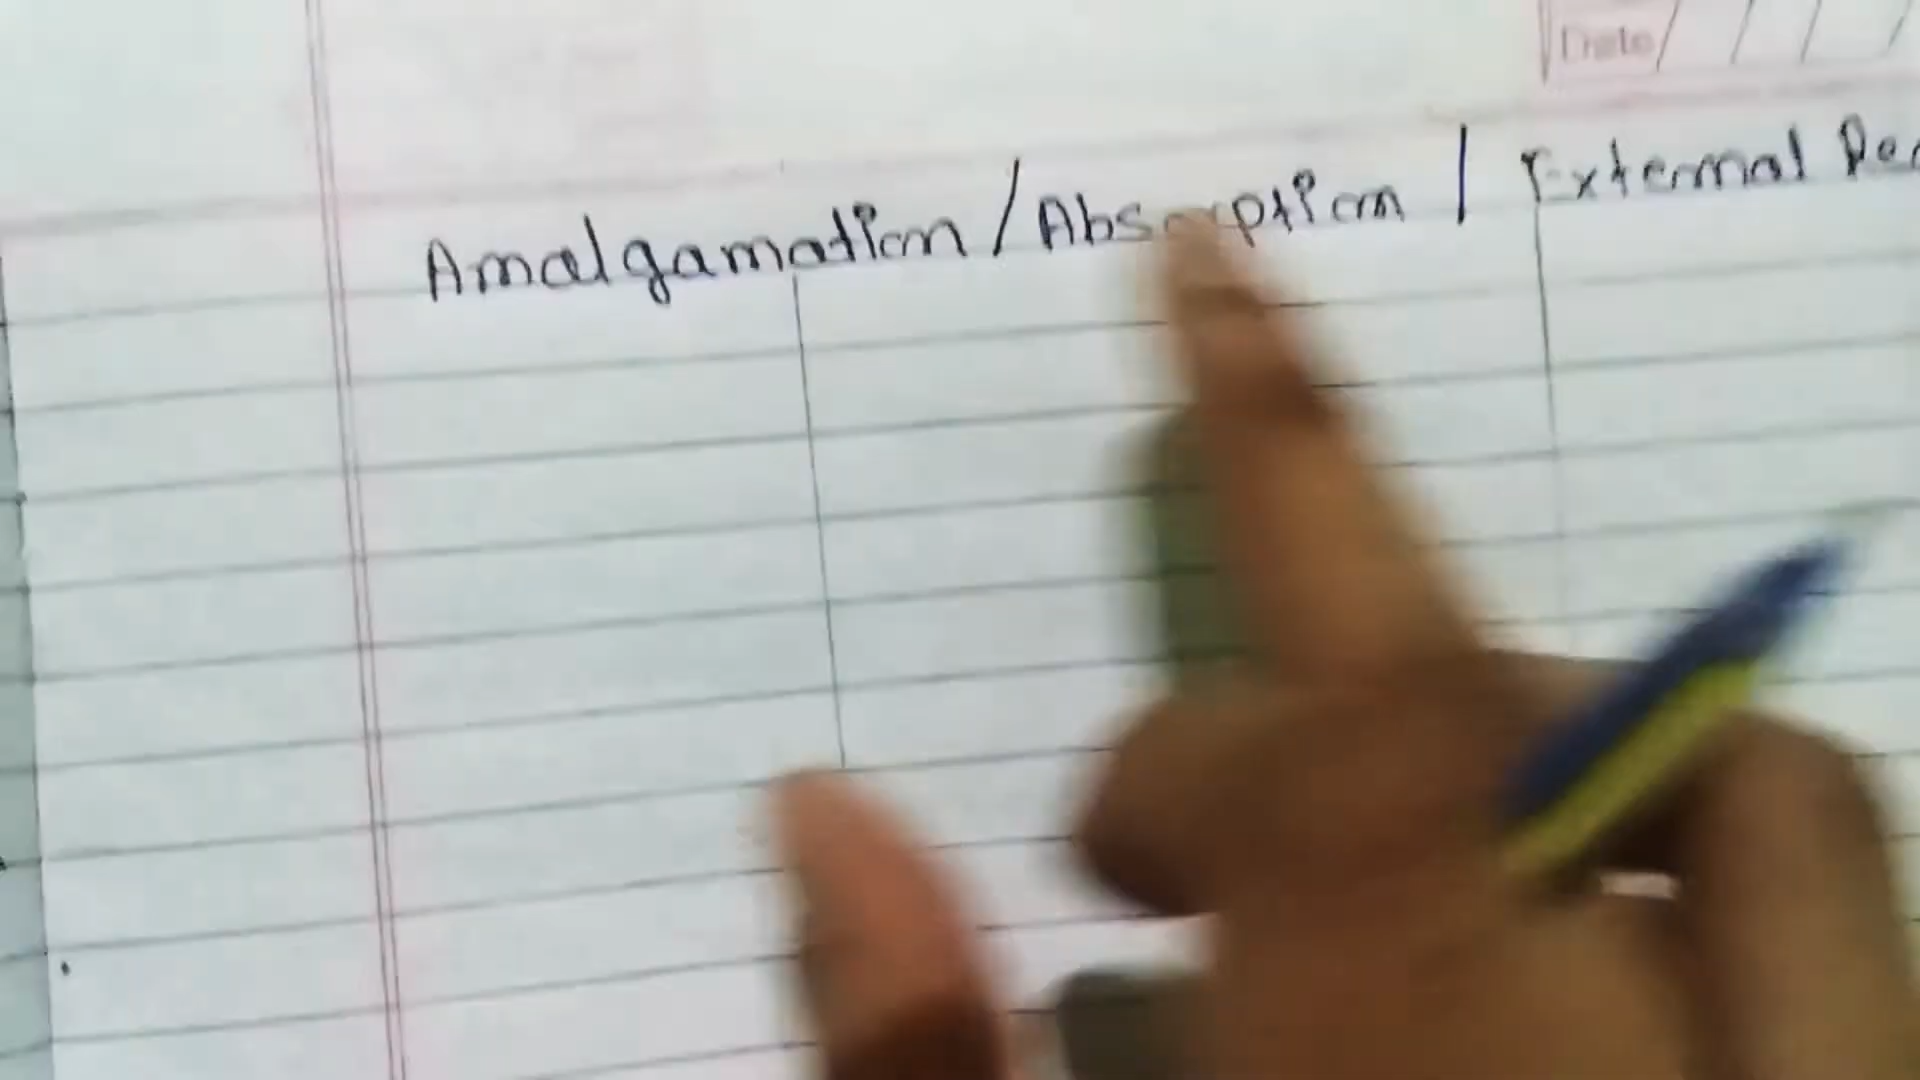 Date / / /
Amalgamation / Absorption / External